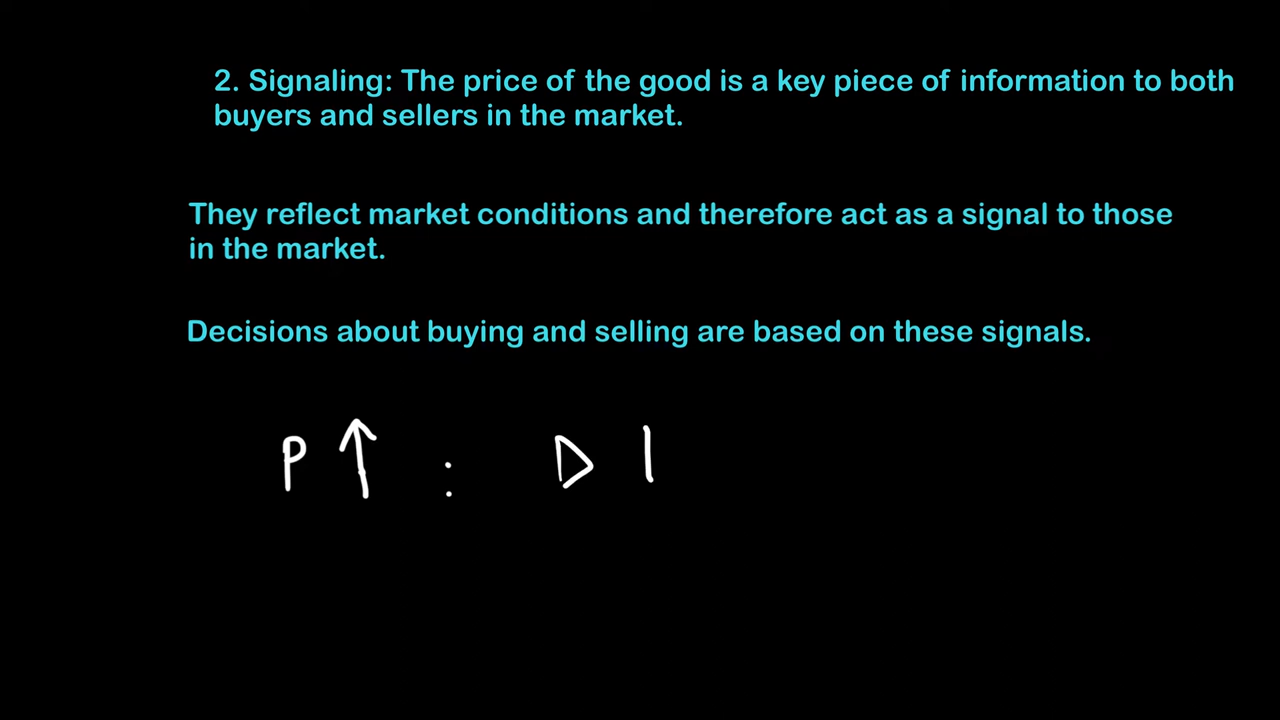 2. Signaling: The price of the good is a key piece of information to both
buyers and sellers in the market.
They reflect market conditions and therefore act as a signal to those
in the market.
Decisions about buying and selling are based on these signals.
P ↑ : D |